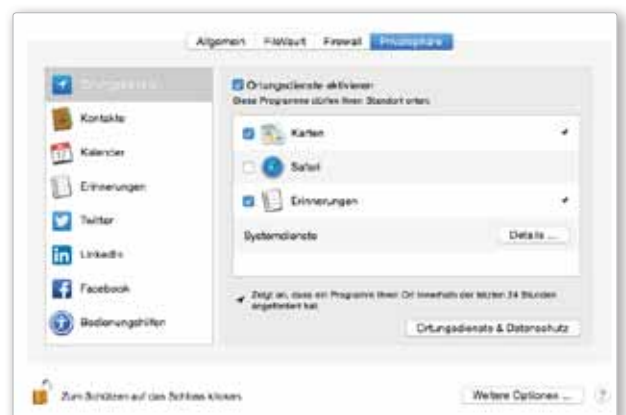 Allgemein FileVault Firewall Privatsphäre
Ortungsdienste
Kontakte
Kalender
Erinnerungen
Twitter
LinkedIn
Facebook
Bedienungshilfen
Ortungsdienste aktivieren
Diese Programme dürfen Ihren Standort orten.
Karten
Safari
Erinnerungen
Systemdienste
Details ...
Zeigt an, dass ein Programm Ihren Ort innerhalb der letzten 24 Stunden
angefordert hat.
Ortungsdienste & Datenschutz
Zum Schützen auf das Schloss klicken.
Weitere Optionen ... ?